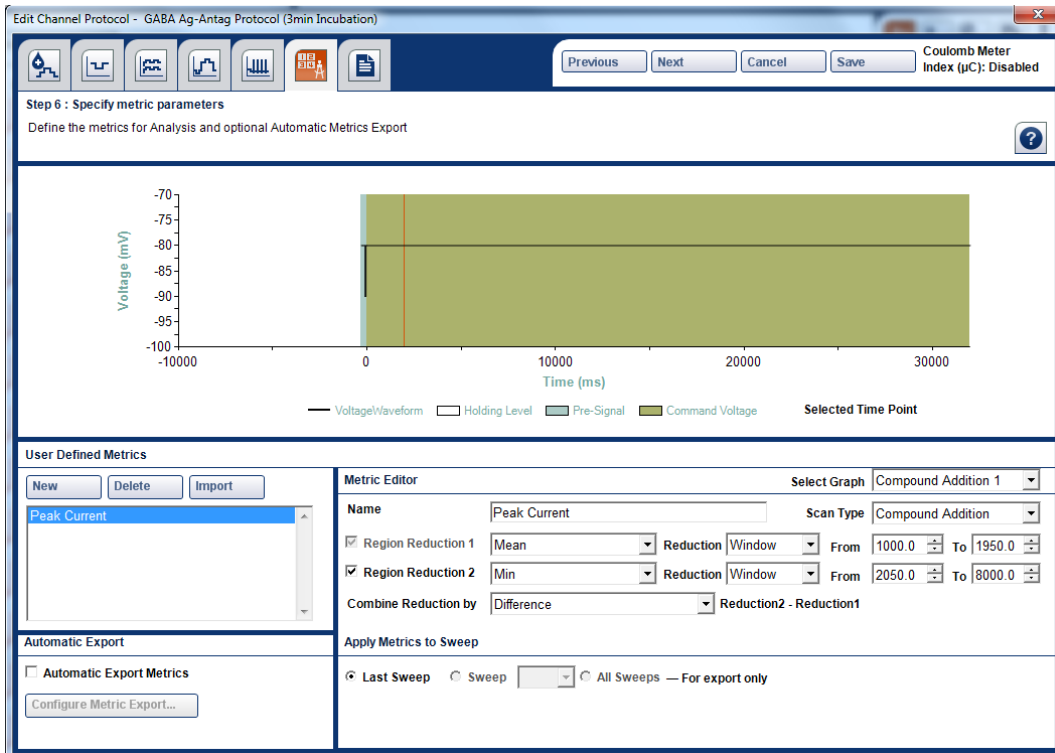 Edit Channel Protocol - GABA Ag-Antag Protocol (3min Incubation)
Previous Next Cancel Save
Coulomb Meter
Index (µC): Disabled
Step 6 : Specify metric parameters
Define the metrics for Analysis and optional Automatic Metrics Export
?
-70
-75
-80
-85
-90
-95
-100
Voltage (mV)
-10000 0 10000 20000 30000
Time (ms)
VoltageWaveform Holding Level Pre-Signal Command Voltage Selected Time Point
User Defined Metrics
New Delete Import
Peak Current
Metric Editor Select Graph Compound Addition 1
Name Peak Current Scan Type Compound Addition
Region Reduction 1 Mean Reduction Window From 1000.0 To 1950.0
Region Reduction 2 Min Reduction Window From 2050.0 To 8000.0
Combine Reduction by Difference Reduction2 - Reduction1
Automatic Export
Automatic Export Metrics
Configure Metric Export...
Apply Metrics to Sweep
Last Sweep Sweep All Sweeps — For export only